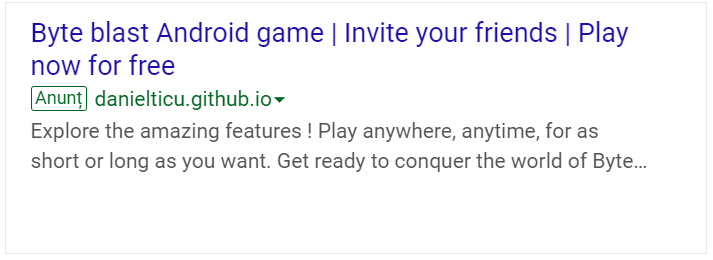 Byte blast Android game | Invite your friends | Play
now for free
Anunț danielticu.github.io
Explore the amazing features ! Play anywhere, anytime, for as
short or long as you want. Get ready to conquer the world of Byte...